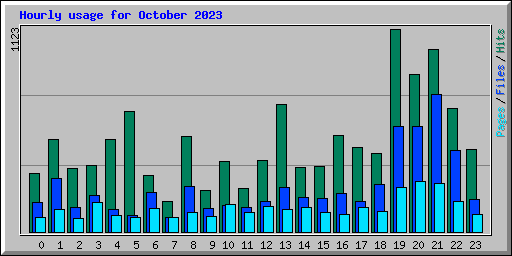 Hourly usage for October 2023
1123
Pages/Files/Hits
0 1 2 3 4 5 6 7 8 9 10 11 12 13 14 15 16 17 18 19 20 21 22 23